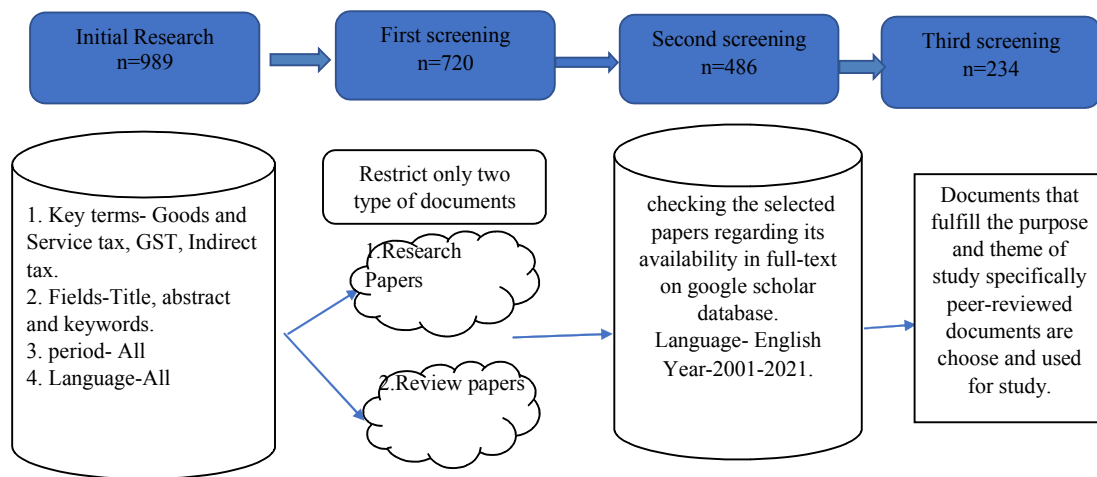 Initial Research
n=989
First screening
n=720
Second screening
n=486
Third screening
n=234
1. Key terms- Goods and
Service tax, GST, Indirect
tax.
2. Fields-Title, abstract
and keywords.
3. period- All
4. Language-All
Restrict only two
type of documents
1.Research
Papers
2.Review papers
checking the selected
papers regarding its
availability in full-text
on google scholar
database.
Language- English
Year-2001-2021.
Documents that
fulfill the purpose
and theme of
study specifically
peer-reviewed
documents are
choose and used
for study.